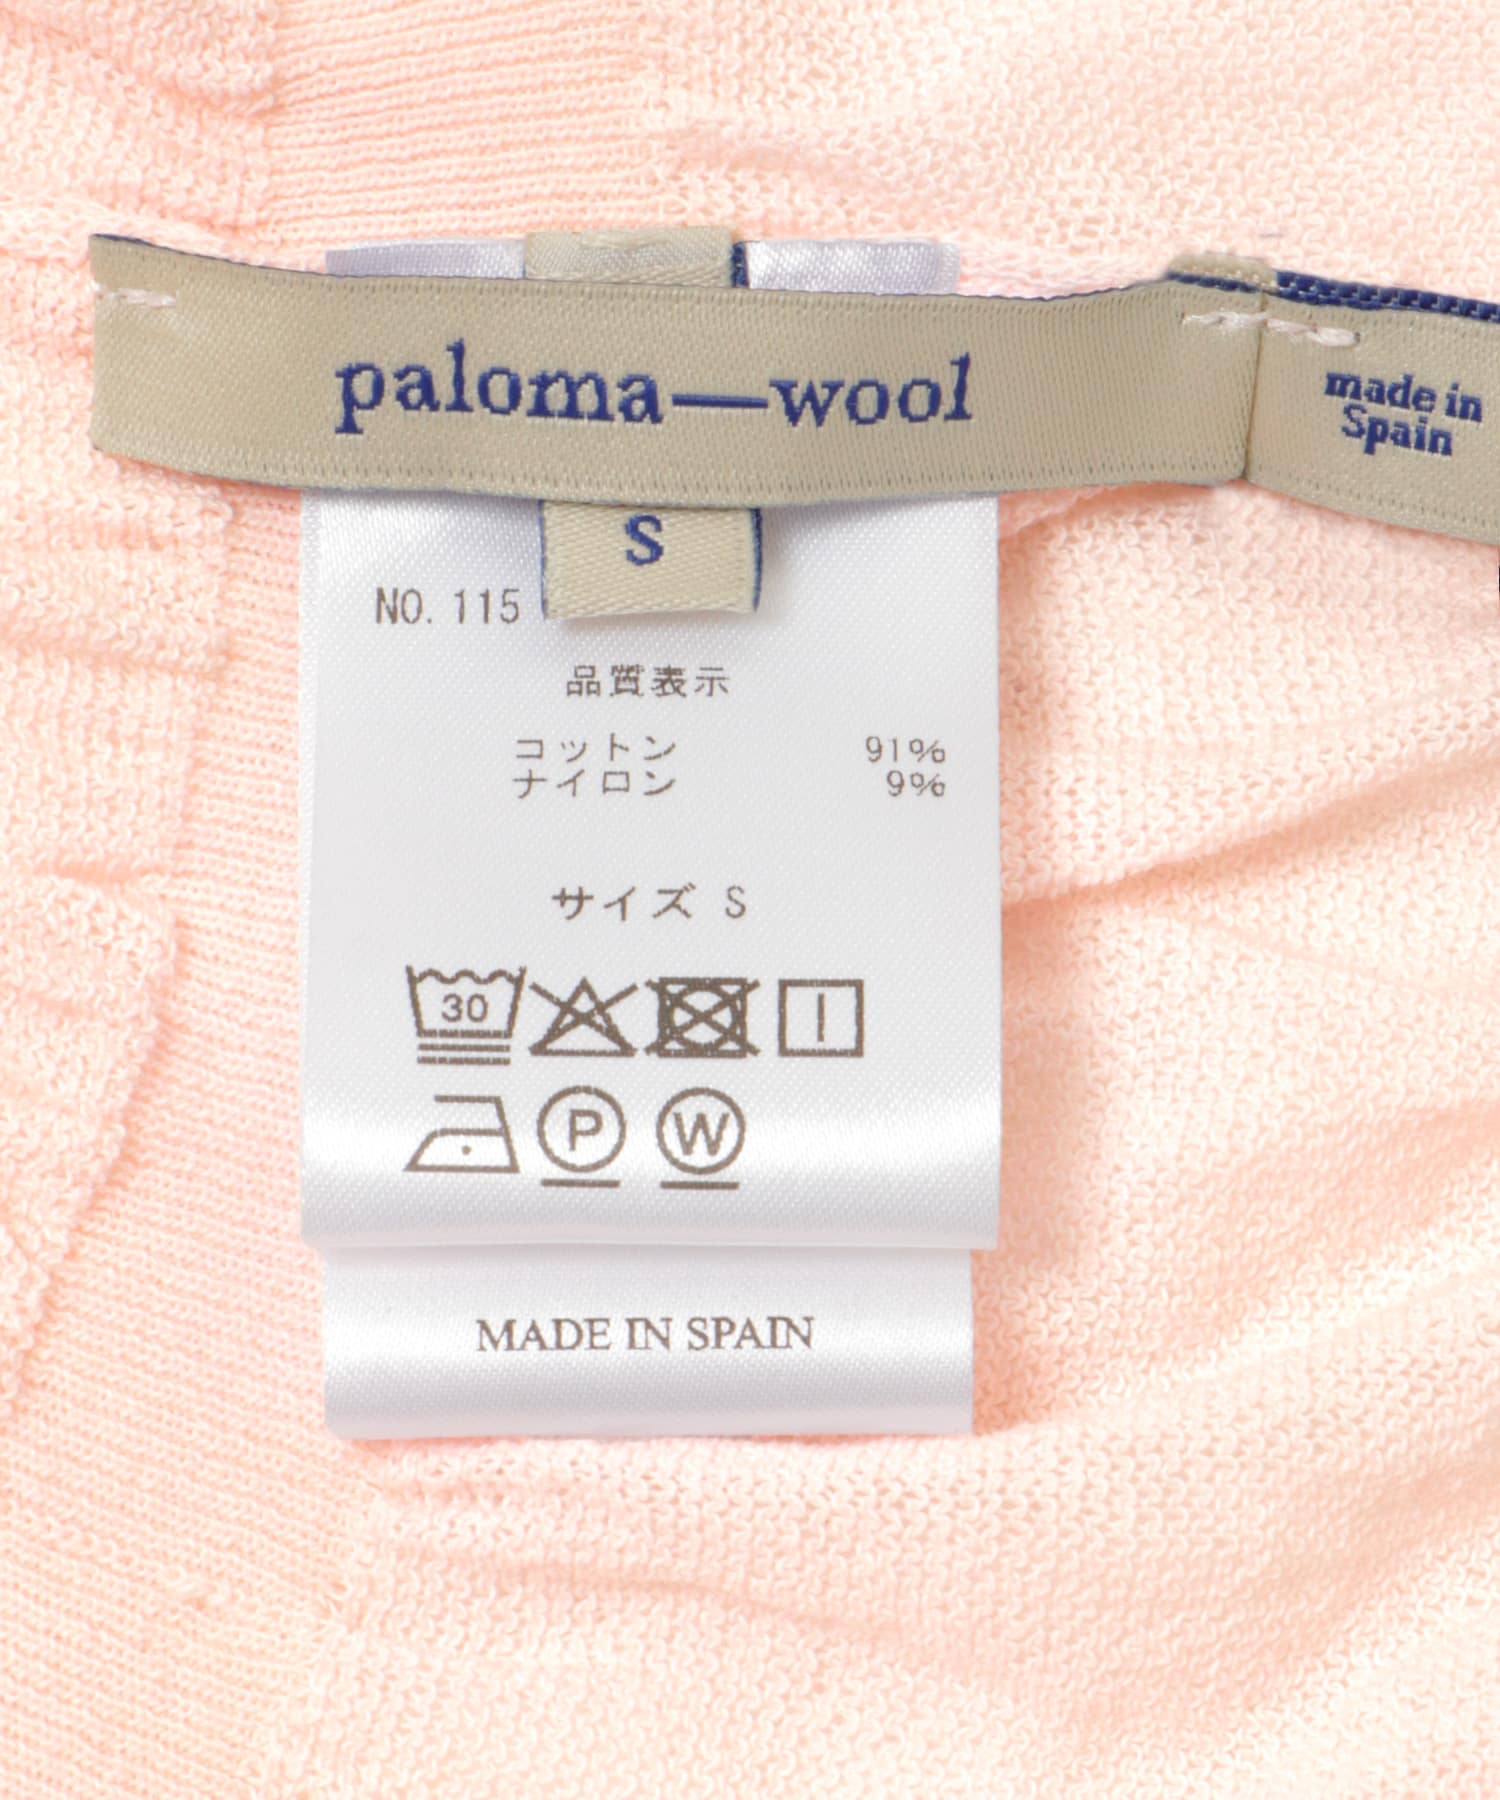 paloma—wool
made in
Spain
S
NO. 115
品質表示
コットン 91%
ナイロン 9%
サイズ S
30
P W
MADE IN SPAIN